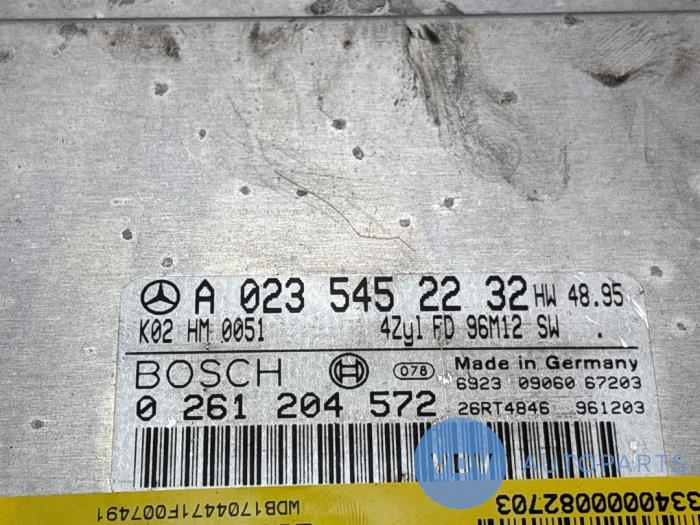 A 023 545 22 32 HW 48.95
K02 HM 0051 4Zyl FD 96M12 SW .
BOSCH 078 Made in Germany
6923 09060 67203
0 261 204 572 26RT4846 961203
VDV AUTOPARTS
WDB1704471F007491
3400000082703